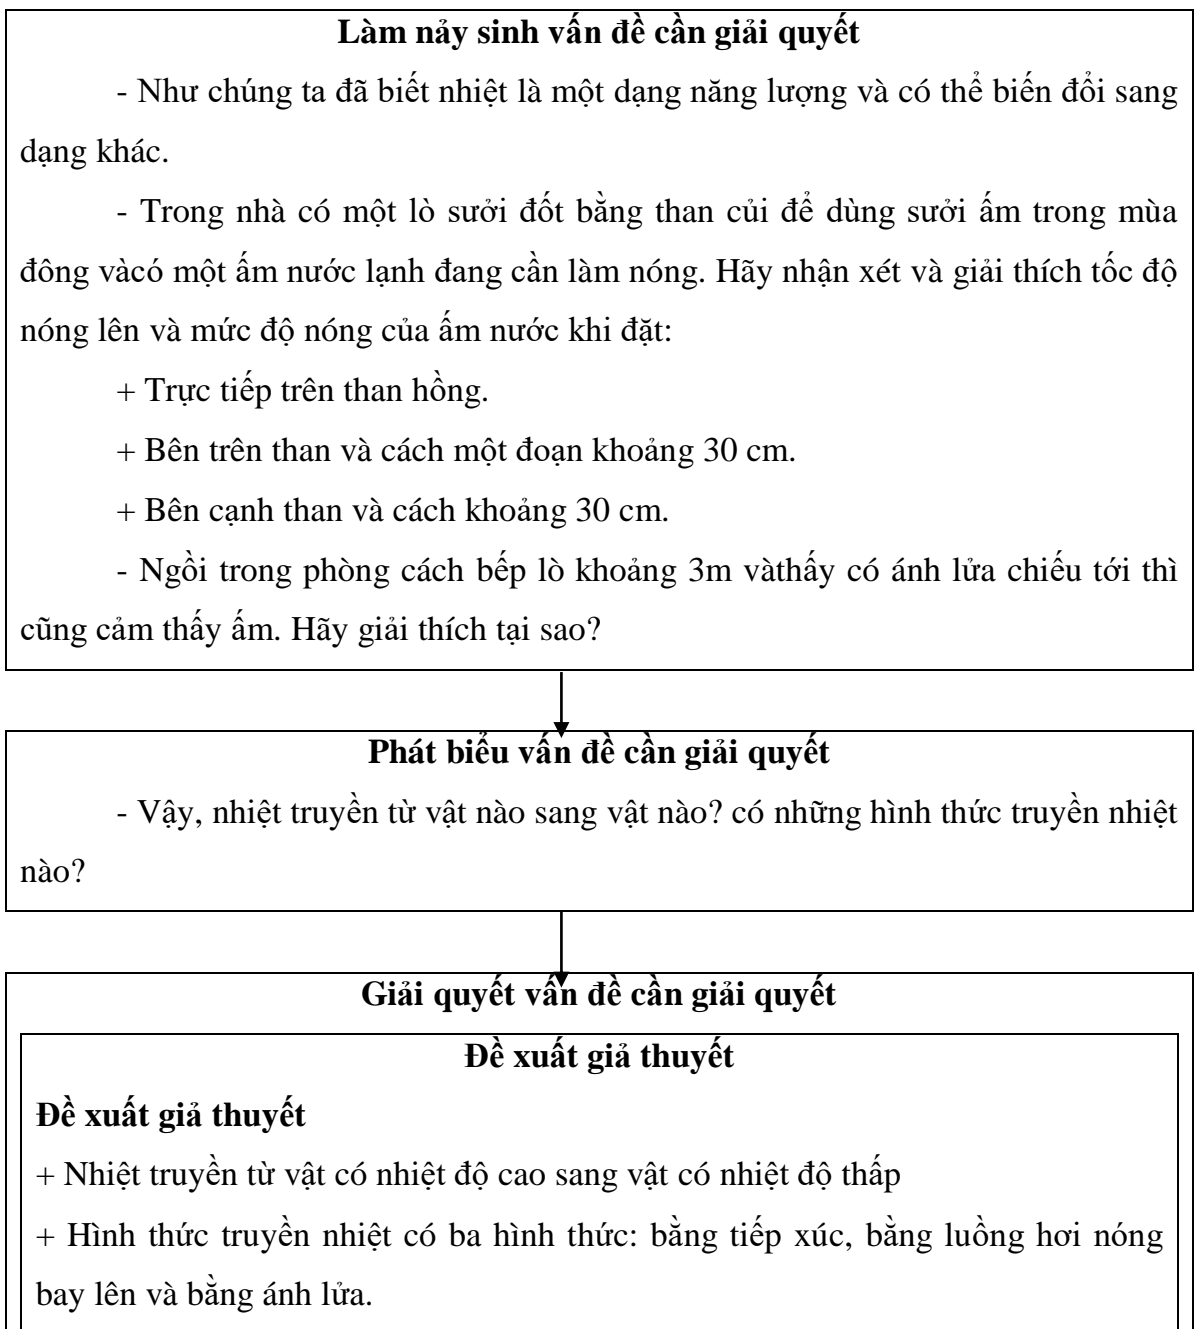 Làm nảy sinh vấn đề cần giải quyết
- Như chúng ta đã biết nhiệt là một dạng năng lượng và có thể biến đổi sang
dạng khác.
- Trong nhà có một lò sưởi đốt bằng than củi để dùng sưởi ấm trong mùa
đông vàcó một ấm nước lạnh đang cần làm nóng. Hãy nhận xét và giải thích tốc độ
nóng lên và mức độ nóng của ấm nước khi đặt:
+ Trực tiếp trên than hồng.
+ Bên trên than và cách một đoạn khoảng 30 cm.
+ Bên cạnh than và cách khoảng 30 cm.
- Ngồi trong phòng cách bếp lò khoảng 3m vàthấy có ánh lửa chiếu tới thì
cũng cảm thấy ấm. Hãy giải thích tại sao?
Phát biểu vấn đề cần giải quyết
- Vậy, nhiệt truyền từ vật nào sang vật nào? có những hình thức truyền nhiệt
nào?
Giải quyết vấn đề cần giải quyết
Đề xuất giả thuyết
Đề xuất giả thuyết
+ Nhiệt truyền từ vật có nhiệt độ cao sang vật có nhiệt độ thấp
+ Hình thức truyền nhiệt có ba hình thức: bằng tiếp xúc, bằng luồng hơi nóng
bay lên và bằng ánh lửa.